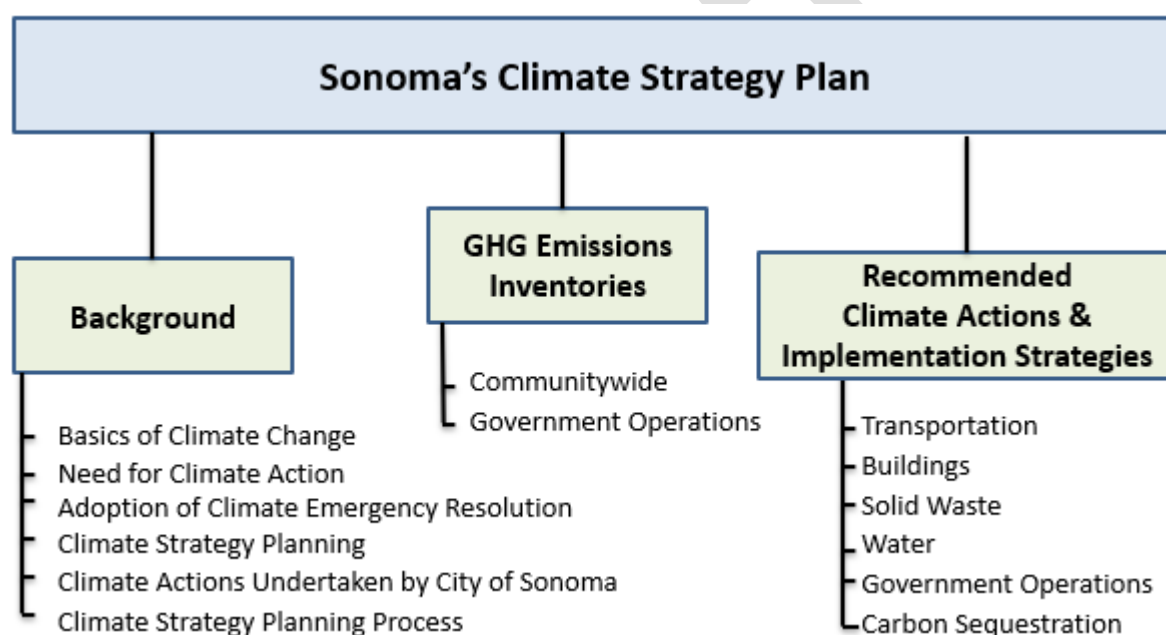 Sonoma’s Climate Strategy Plan
Background
Basics of Climate Change
Need for Climate Action
Adoption of Climate Emergency Resolution
Climate Strategy Planning
Climate Actions Undertaken by City of Sonoma
Climate Strategy Planning Process
GHG Emissions
Inventories
Communitywide
Government Operations
Recommended
Climate Actions &
Implementation Strategies
Transportation
Buildings
Solid Waste
Water
Government Operations
Carbon Sequestration